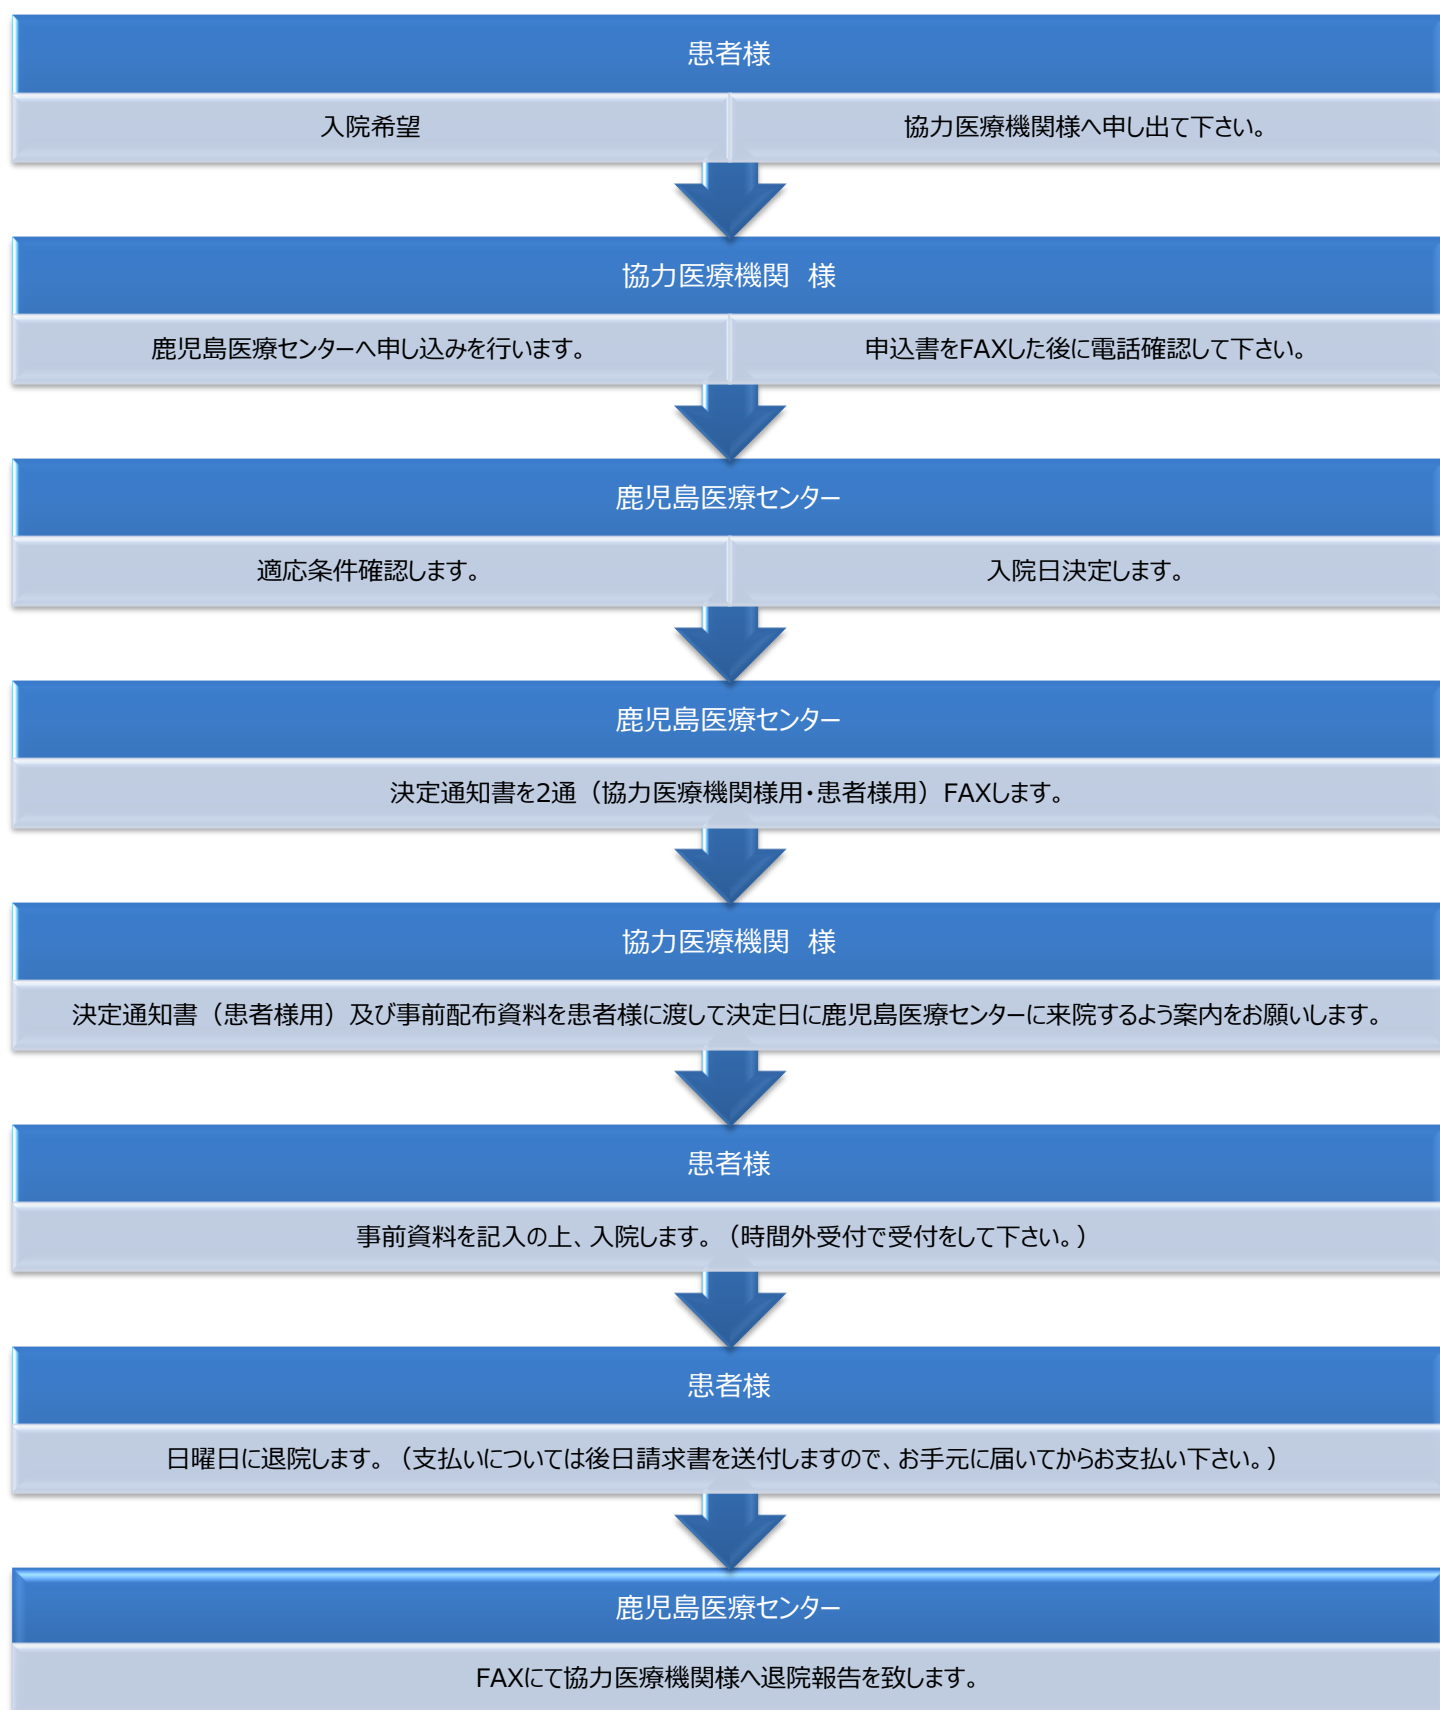 患者様
入院希望
協力医療機関様へ申し出て下さい。
協力医療機関　様
鹿児島医療センターへ申し込みを行います。
申込書をFAXした後に電話確認して下さい。
鹿児島医療センター
適応条件確認します。
入院日決定します。
鹿児島医療センター
決定通知書を2通（協力医療機関様用・患者様用）FAXします。
協力医療機関　様
決定通知書（患者様用）及び事前配布資料を患者様に渡して決定日に鹿児島医療センターに来院するよう案内をお願いします。
患者様
事前資料を記入の上、入院します。（時間外受付で受付をして下さい。）
患者様
日曜日に退院します。（支払いについては後日請求書を送付しますので、お手元に届いてからお支払い下さい。）
鹿児島医療センター
FAXにて協力医療機関様へ退院報告を致します。